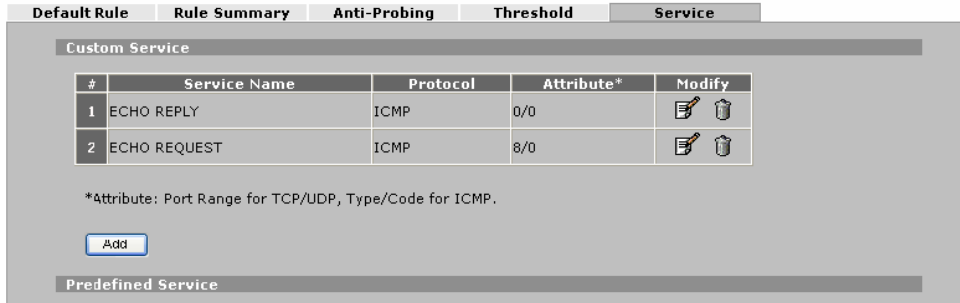 Default Rule Rule Summary Anti-Probing Threshold Service
Custom Service
# Service Name Protocol Attribute* Modify
1 ECHO REPLY ICMP 0/0
2 ECHO REQUEST ICMP 8/0
*Attribute: Port Range for TCP/UDP, Type/Code for ICMP.
Add
Predefined Service